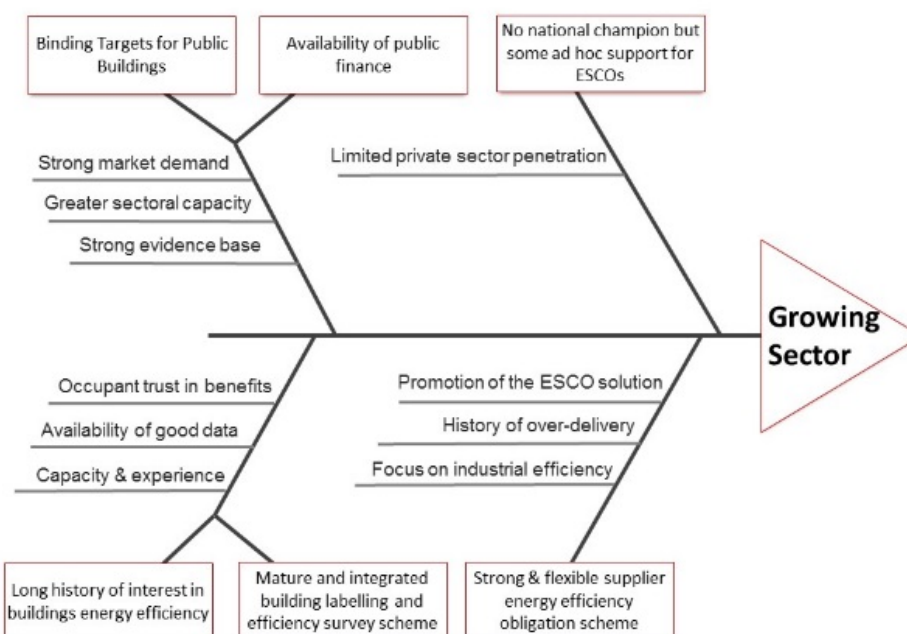 Binding Targets for Public
Buildings
Availability of public
finance
No national champion but
some ad hoc support for
ESCOs
Strong market demand
Greater sectoral capacity
Strong evidence base
Limited private sector penetration
Growing
Sector
Occupant trust in benefits
Availability of good data
Capacity & experience
Promotion of the ESCO solution
History of over-delivery
Focus on industrial efficiency
Long history of interest in
buildings energy efficiency
Mature and integrated
building labelling and
efficiency survey scheme
Strong & flexible supplier
energy efficiency
obligation scheme